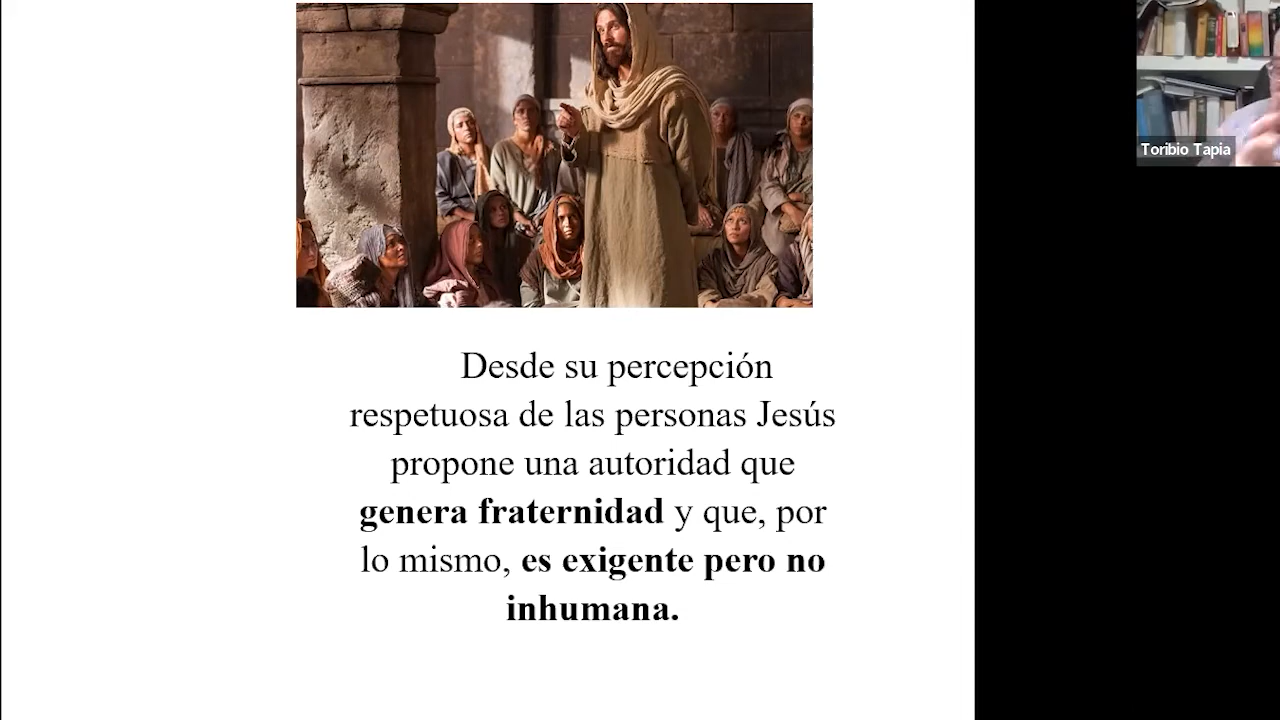 Toribio Tapia
Desde su percepción
respetuosa de las personas Jesús
propone una autoridad que
genera fraternidad y que, por
lo mismo, es exigente pero no
inhumana.